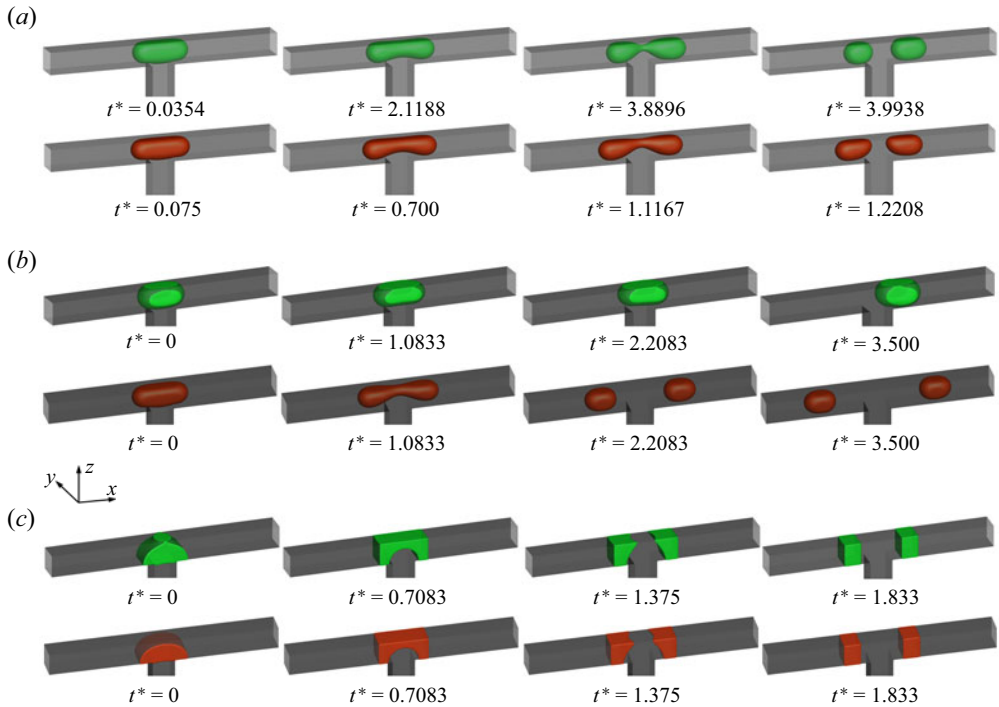 (a)
t* = 0.0354 t* = 2.1188 t* = 3.8896 t* = 3.9938
t* = 0.075 t* = 0.700 t* = 1.1167 t* = 1.2208
(b)
t* = 0 t* = 1.0833 t* = 2.2083 t* = 3.500
t* = 0 t* = 1.0833 t* = 2.2083 t* = 3.500
y z x
(c)
t* = 0 t* = 0.7083 t* = 1.375 t* = 1.833
t* = 0 t* = 0.7083 t* = 1.375 t* = 1.833